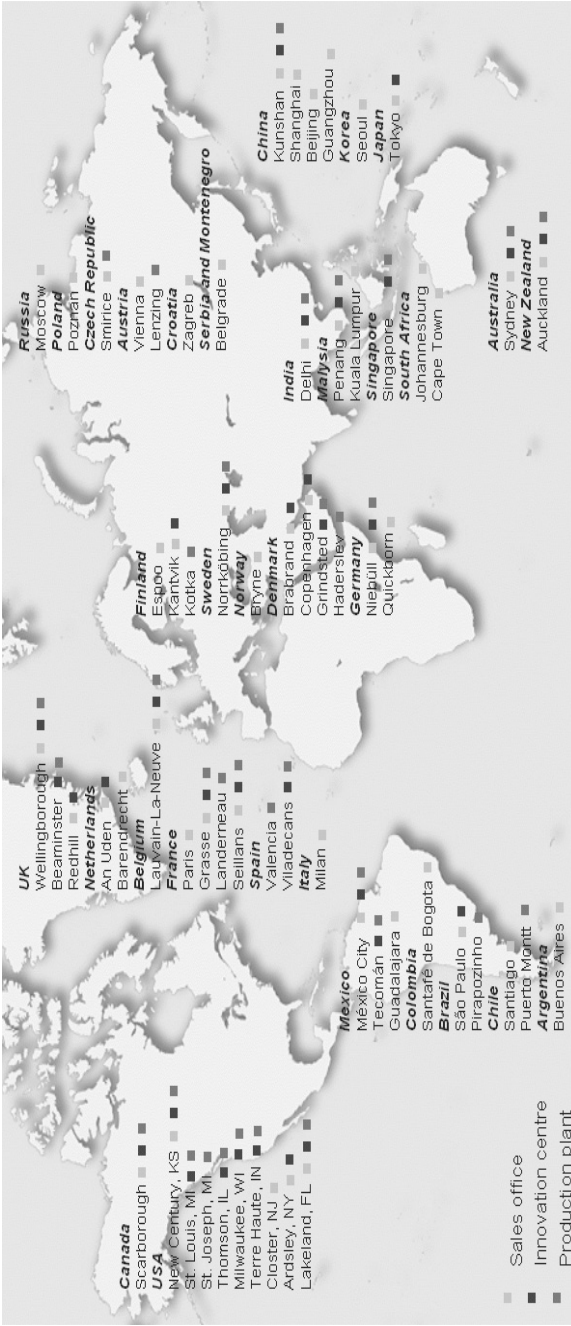 Canada
Scarborough
USA
New Century, KS
St. Louis, MI
St. Joseph, MI
Thomson, IL
Milwaukee, WI
Terre Haute, IN
Closter, NJ
Ardsley, NY
Lakeland, FL
Mexico
México City
Tecomán
Guadalajara
Colombia
Santafé de Bogota
Brazil
São Paulo
Pirapozinho
Chile
Santiago
Puerto Montt
Argentina
Buenos Aires
UK
Wellingborough
Beaminster
Redhill
Netherlands
An Uden
Barendrecht
Belgium
Lauvain-La-Neuve
France
Paris
Grasse
Landerneau
Seillans
Spain
Valencia
Viladecans
Italy
Milan
Finland
Espoo
Kantvik
Kotka
Sweden
Norrköbing
Norway
Bryne
Denmark
Brabrand
Copenhagen
Grindsted
Haderslev
Germany
Niebüll
Quickborn
Russia
Moscow
Poland
Poznán
Czech Republic
Smirice
Austria
Vienna
Lenzing
Croatia
Zagreb
Serbia and Montenegro
Belgrade
India
Delhi
Malysia
Penang
Kuala Lumpur
Singapore
Singapore
South Africa
Johannesburg
Cape Town
China
Kunshan
Shanghai
Beijing
Guangzhou
Korea
Seoul
Japan
Tokyo
Australia
Sydney
New Zealand
Auckland
Sales office
Innovation centre
Production plant